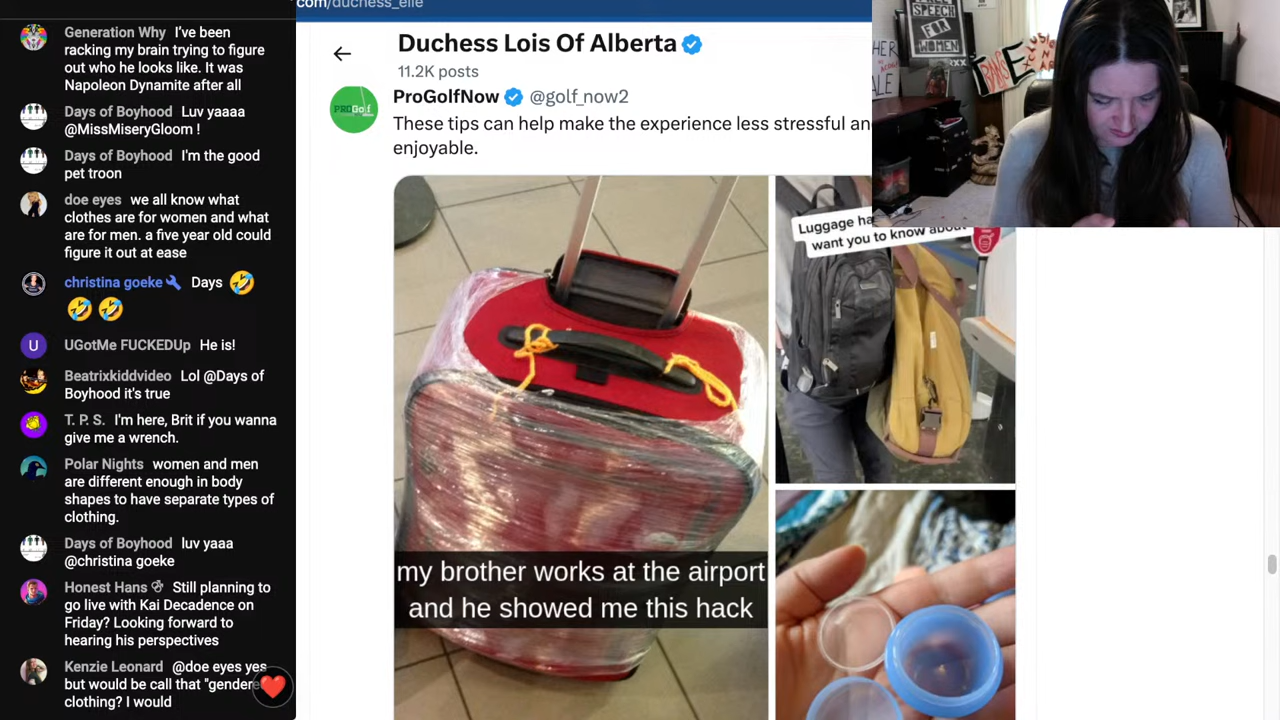 Generation Why I've been
racking my brain trying to figure
out who he looks like. It was
Napoleon Dynamite after all
Days of Boyhood Luv yaaaa
@MissMiseryGloom !
Days of Boyhood I'm the good
pet troon
doe eyes we all know what
clothes are for women and what
are for men. a five year old could
figure it out at ease
christina goeke Days 🤣
🤣 🤣
U UGotMe FUCKEDUp He is!
Beatrixkiddvideo Lol @Days of
Boyhood it's true
T. P. S. I'm here, Brit if you wanna
give me a wrench.
Polar Nights women and men
are different enough in body
shapes to have separate types of
clothing.
Days of Boyhood luv yaaa
@christina goeke
Honest Hans Still planning to
go live with Kai Decadence on
Friday? Looking forward to
hearing his perspectives
Kenzie Leonard @doe eyes yes
but would be call that "gendere
clothing? I would
com/duchess_elle
Duchess Lois Of Alberta
11.2K posts
PROGolf
ProGolfNow @golf_now2
These tips can help make the experience less stressful an
enjoyable.
my brother works at the airport
and he showed me this hack
Luggage ha
want you to know about
FREE
SPEECH
FOR
WOMEN
XX